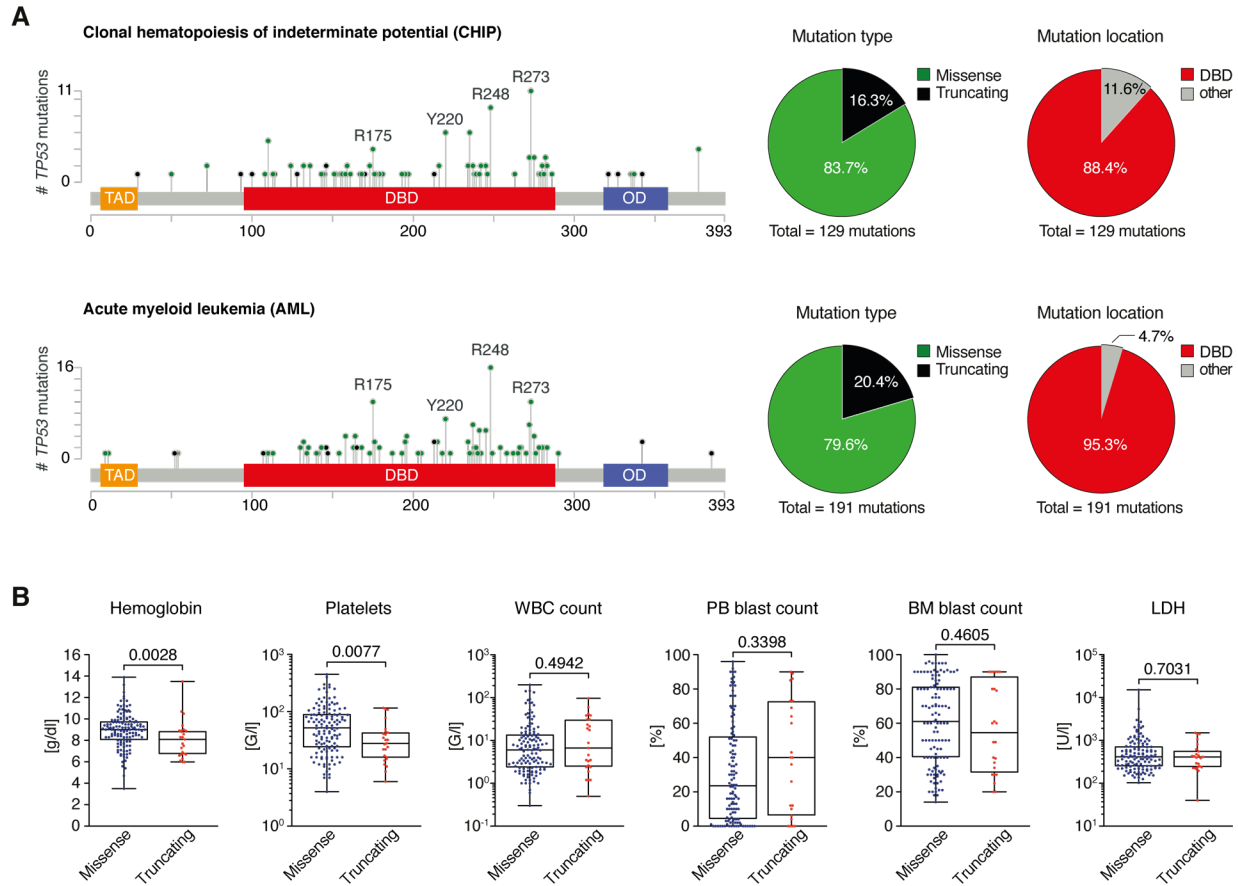 A
Clonal hematopoiesis of indeterminate potential (CHIP)
# TP53 mutations
11
0
R175
Y220
R248
R273
TAD
DBD
OD
0
100
200
300
393
Mutation type
16.3%
83.7%
Missense
Truncating
Total = 129 mutations
Mutation location
11.6%
88.4%
DBD
other
Total = 129 mutations
Acute myeloid leukemia (AML)
# TP53 mutations
16
0
R175
Y220
R248
R273
TAD
DBD
OD
0
100
200
300
393
Mutation type
20.4%
79.6%
Missense
Truncating
Total = 191 mutations
Mutation location
4.7%
95.3%
DBD
other
Total = 191 mutations
B
Hemoglobin
0.0028
[g/dl]
16
14
12
10
8
6
4
2
0
Missense
Truncating
Platelets
0.0077
[G/l]
10³
10²
10¹
10⁰
Missense
Truncating
WBC count
0.4942
[G/l]
10³
10²
10¹
10⁰
10⁻¹
Missense
Truncating
PB blast count
0.3398
[%]
100
80
60
40
20
0
Missense
Truncating
BM blast count
0.4605
[%]
100
80
60
40
20
0
Missense
Truncating
LDH
0.7031
[U/l]
10⁵
10⁴
10³
10²
10¹
Missense
Truncating